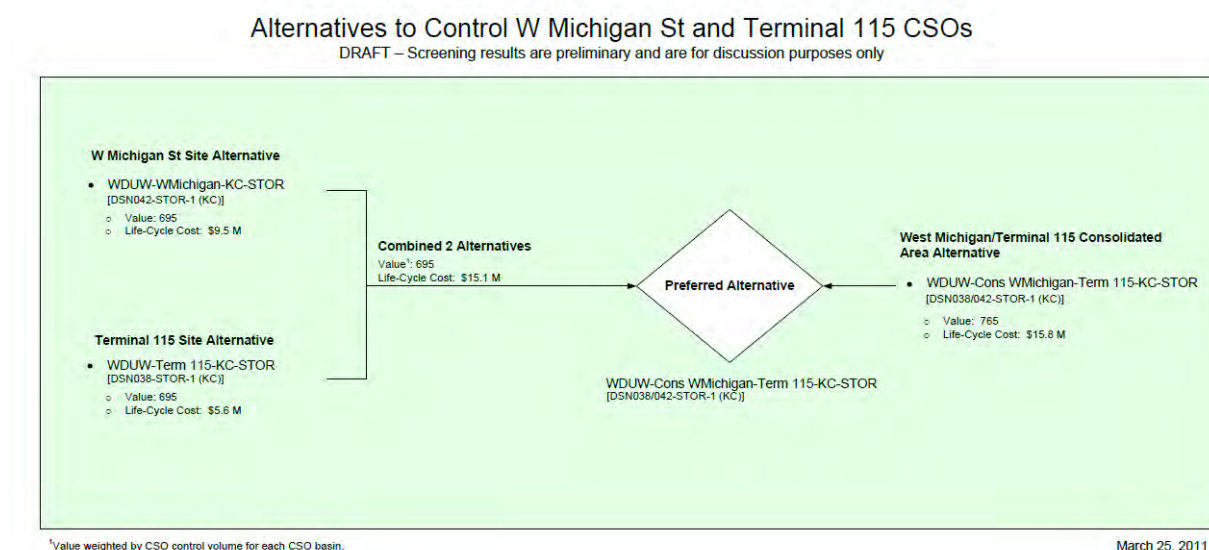 Alternatives to Control W Michigan St and Terminal 115 CSOs
DRAFT – Screening results are preliminary and are for discussion purposes only
W Michigan St Site Alternative
• WDUW-WMichigan-KC-STOR
[DSN042-STOR-1 (KC)]
o Value: 695
o Life-Cycle Cost: $9.5 M
Combined 2 Alternatives
Value¹: 695
Life-Cycle Cost: $15.1 M
Terminal 115 Site Alternative
• WDUW-Term 115-KC-STOR
[DSN038-STOR-1 (KC)]
o Value: 695
o Life-Cycle Cost: $5.6 M
Preferred Alternative
WDUW-Cons WMichigan-Term 115-KC-STOR
[DSN038/042-STOR-1 (KC)]
West Michigan/Terminal 115 Consolidated
Area Alternative
• WDUW-Cons WMichigan-Term 115-KC-STOR
[DSN038/042-STOR-1 (KC)]
o Value: 765
o Life-Cycle Cost: $15.8 M
¹Value weighted by CSO control volume for each CSO basin.
March 25, 2011